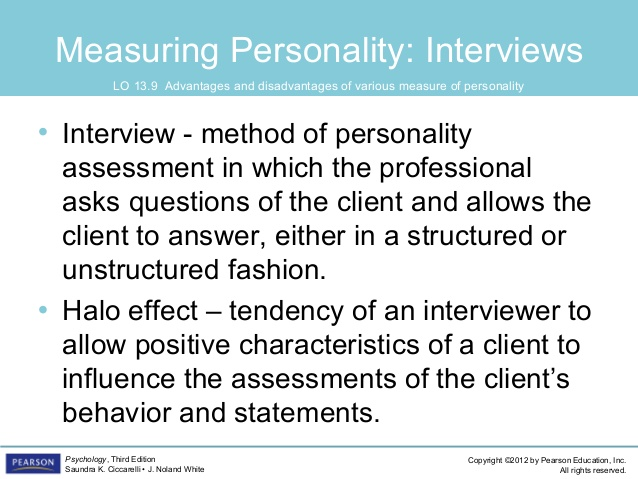 Measuring Personality: Interviews
LO 13.9 Advantages and disadvantages of various measure of personality
• Interview - method of personality
assessment in which the professional
asks questions of the client and allows the
client to answer, either in a structured or
unstructured fashion.
• Halo effect – tendency of an interviewer to
allow positive characteristics of a client to
influence the assessments of the client’s
behavior and statements.
PEARSON
Psychology, Third Edition
Saundra K. Ciccarelli • J. Noland White
Copyright ©2012 by Pearson Education, Inc.
All rights reserved.